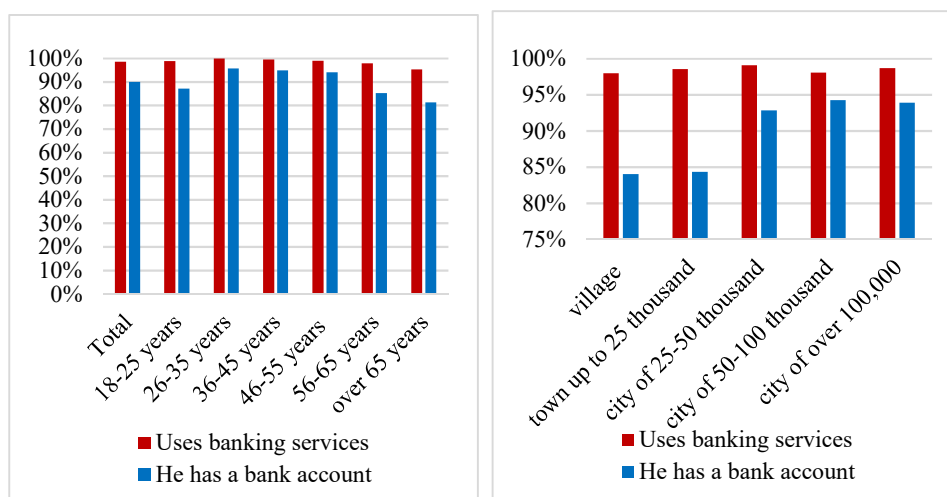 100%
90%
80%
70%
60%
50%
40%
30%
20%
10%
0%
Total
18-25 years
26-35 years
36-45 years
46-55 years
56-65 years
over 65 years
Uses banking services
He has a bank account
100%
95%
90%
85%
80%
75%
village
town up to 25 thousand
city of 25-50 thousand
city of 50-100 thousand
city of over 100,000
Uses banking services
He has a bank account